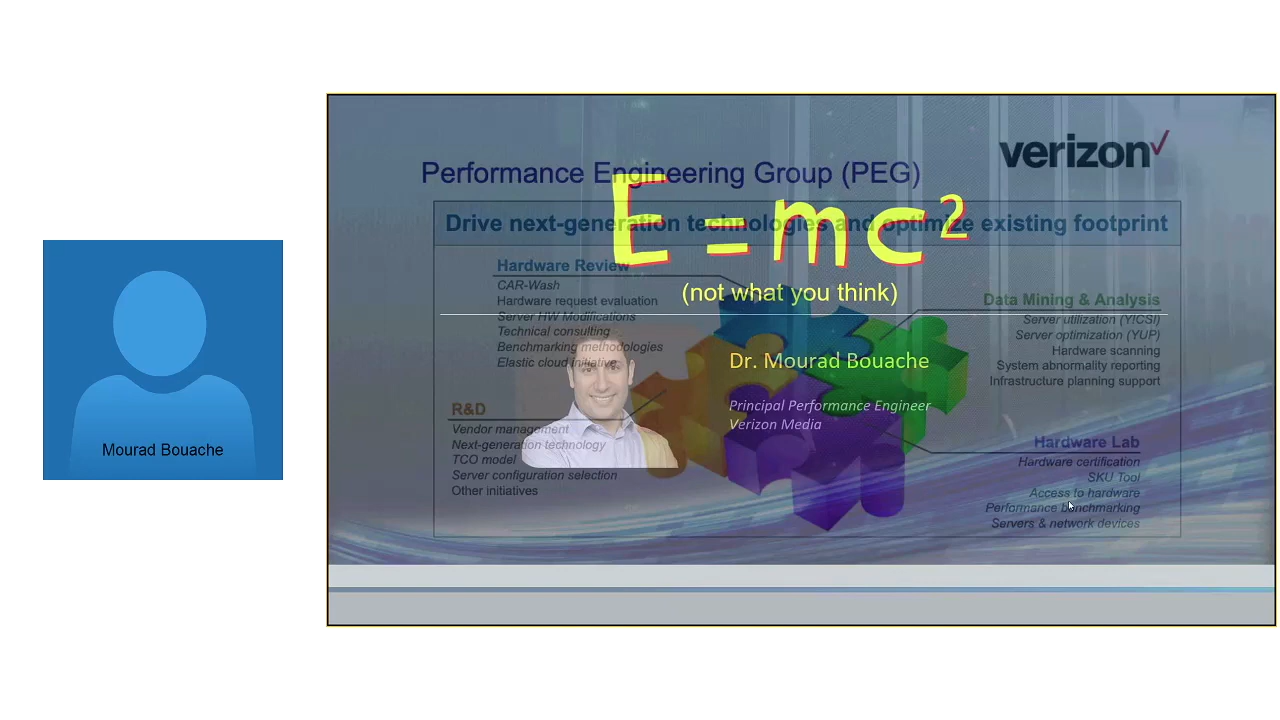 verizon
Performance Engineering Group (PEG)
E=mc²
Drive next-generation technologies and optimize existing footprint
(not what you think)
Dr. Mourad Bouache
Principal Performance Engineer
Verizon Media
Hardware Review
CAR-Wash
Hardware request evaluation
Server HW Modifications
Technical consulting
Benchmarking methodologies
Elastic cloud initiative
Data Mining & Analysis
Server utilization (Y!CSI)
Server optimization (YUP)
Hardware scanning
System abnormality reporting
Infrastructure planning support
R&D
Vendor management
Next-generation technology
TCO model
Server configuration selection
Other initiatives
Hardware Lab
Hardware certification
SKU Tool
Access to hardware
Performance benchmarking
Servers & network devices
Mourad Bouache